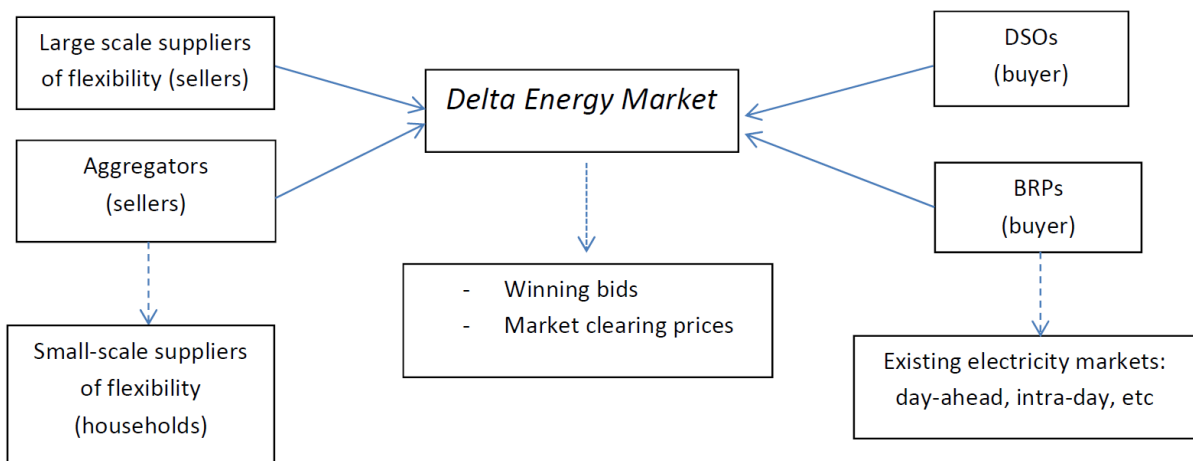 Large scale suppliers
of flexibility (sellers)
Aggregators
(sellers)
Small-scale suppliers
of flexibility
(households)
Delta Energy Market
- Winning bids
- Market clearing prices
DSOs
(buyer)
BRPs
(buyer)
Existing electricity markets:
day-ahead, intra-day, etc